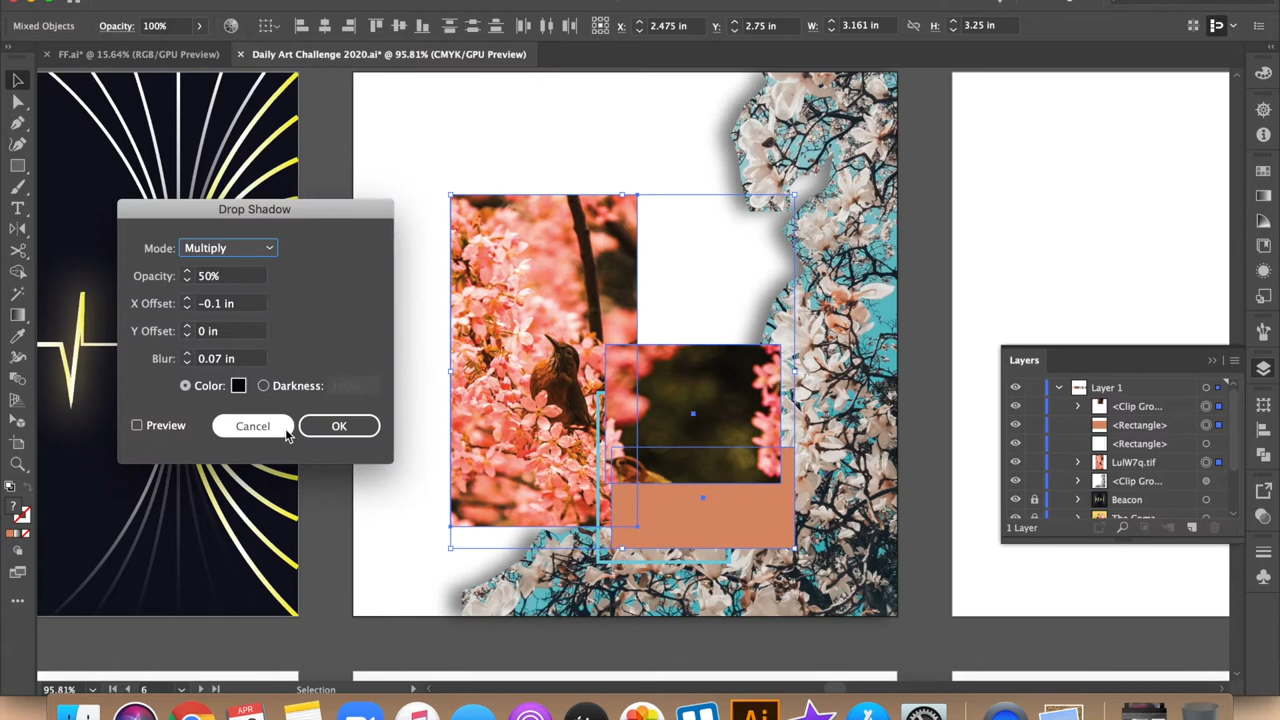 Mixed Objects Opacity: 100% X: 2.475 in Y: 2.75 in W: 3.161 in H: 3.25 in
FF.ai* @ 15.64% (RGB/GPU Preview) Daily Art Challenge 2020.ai* @ 95.81% (CMYK/GPU Preview)
Drop Shadow
Mode: Multiply
Opacity: 50%
X Offset: -0.1 in
Y Offset: 0 in
Blur: 0.07 in
Color: Darkness:
Preview Cancel OK
Layers
Layer 1
<Clip Gro...
<Rectangle>
<Rectangle>
LulW7q.tif
<Clip Gro...
Beacon
1 Layer
95.81% 6 Selection
APR
Ai